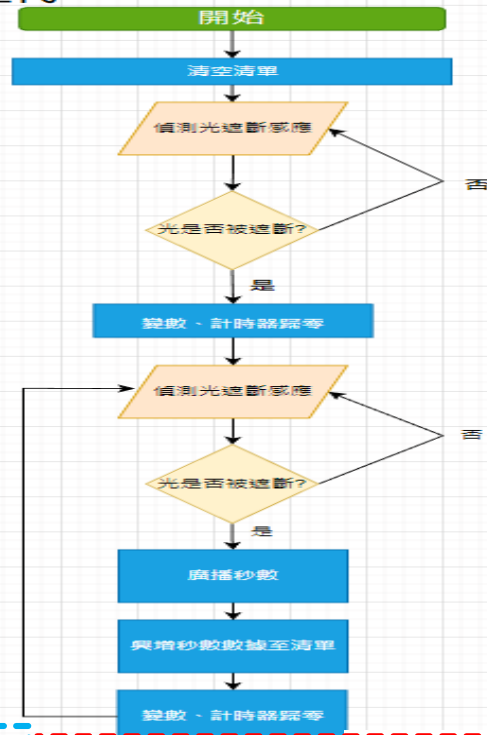 開始
清空清單
偵測光遮斷感應
否
光是否被遮斷?
是
變數、計時器歸零
偵測光遮斷感應
否
光是否被遮斷?
是
廣播秒數
興增秒數數據至清單
變數、計時器歸零